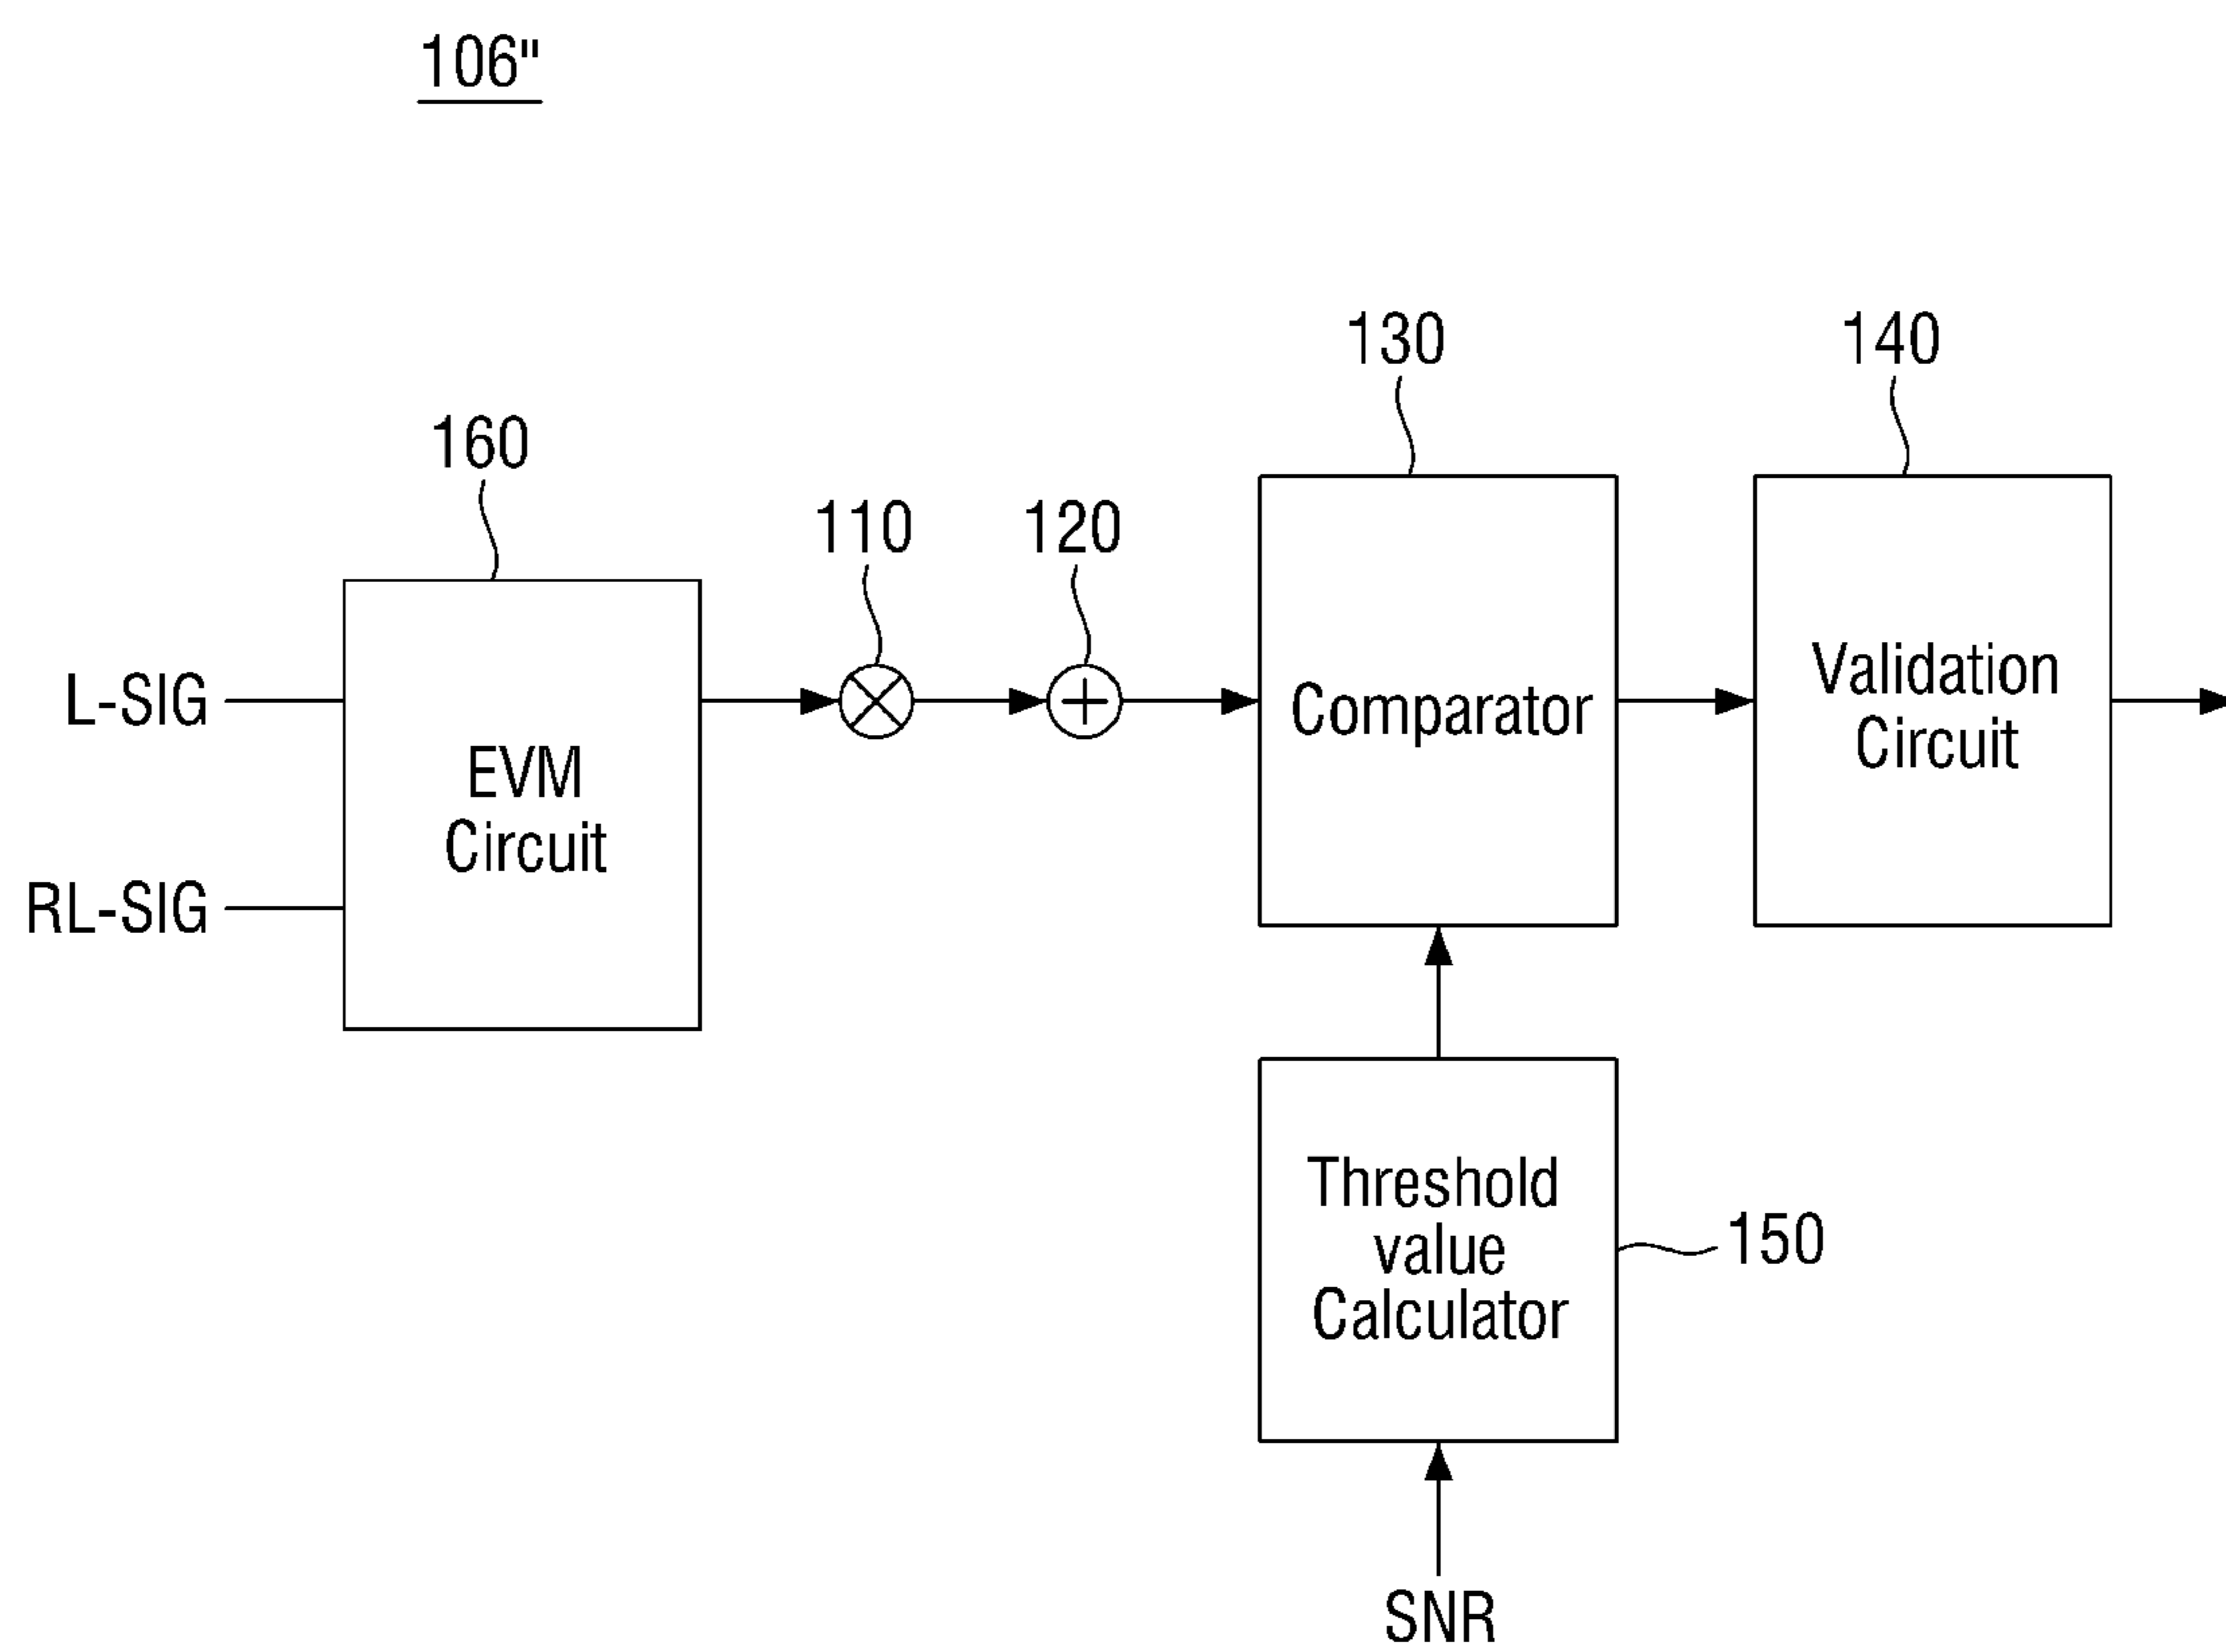 106"
130
140
160
110
120
L-SIG
EVM
Circuit
RL-SIG
Comparator
Validation
Circuit
Threshold
value
Calculator
150
SNR